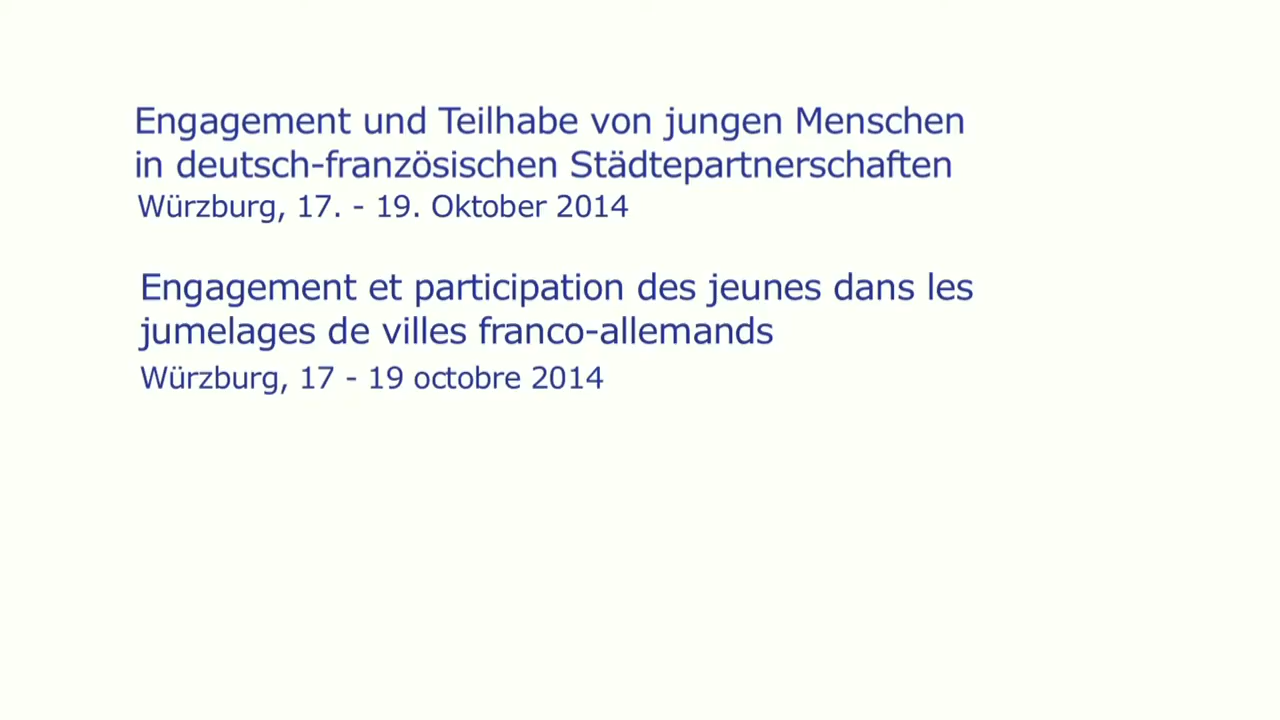 Engagement und Teilhabe von jungen Menschen
in deutsch-französischen Städtepartnerschaften
Würzburg, 17. - 19. Oktober 2014
Engagement et participation des jeunes dans les
jumelages de villes franco-allemands
Würzburg, 17 - 19 octobre 2014